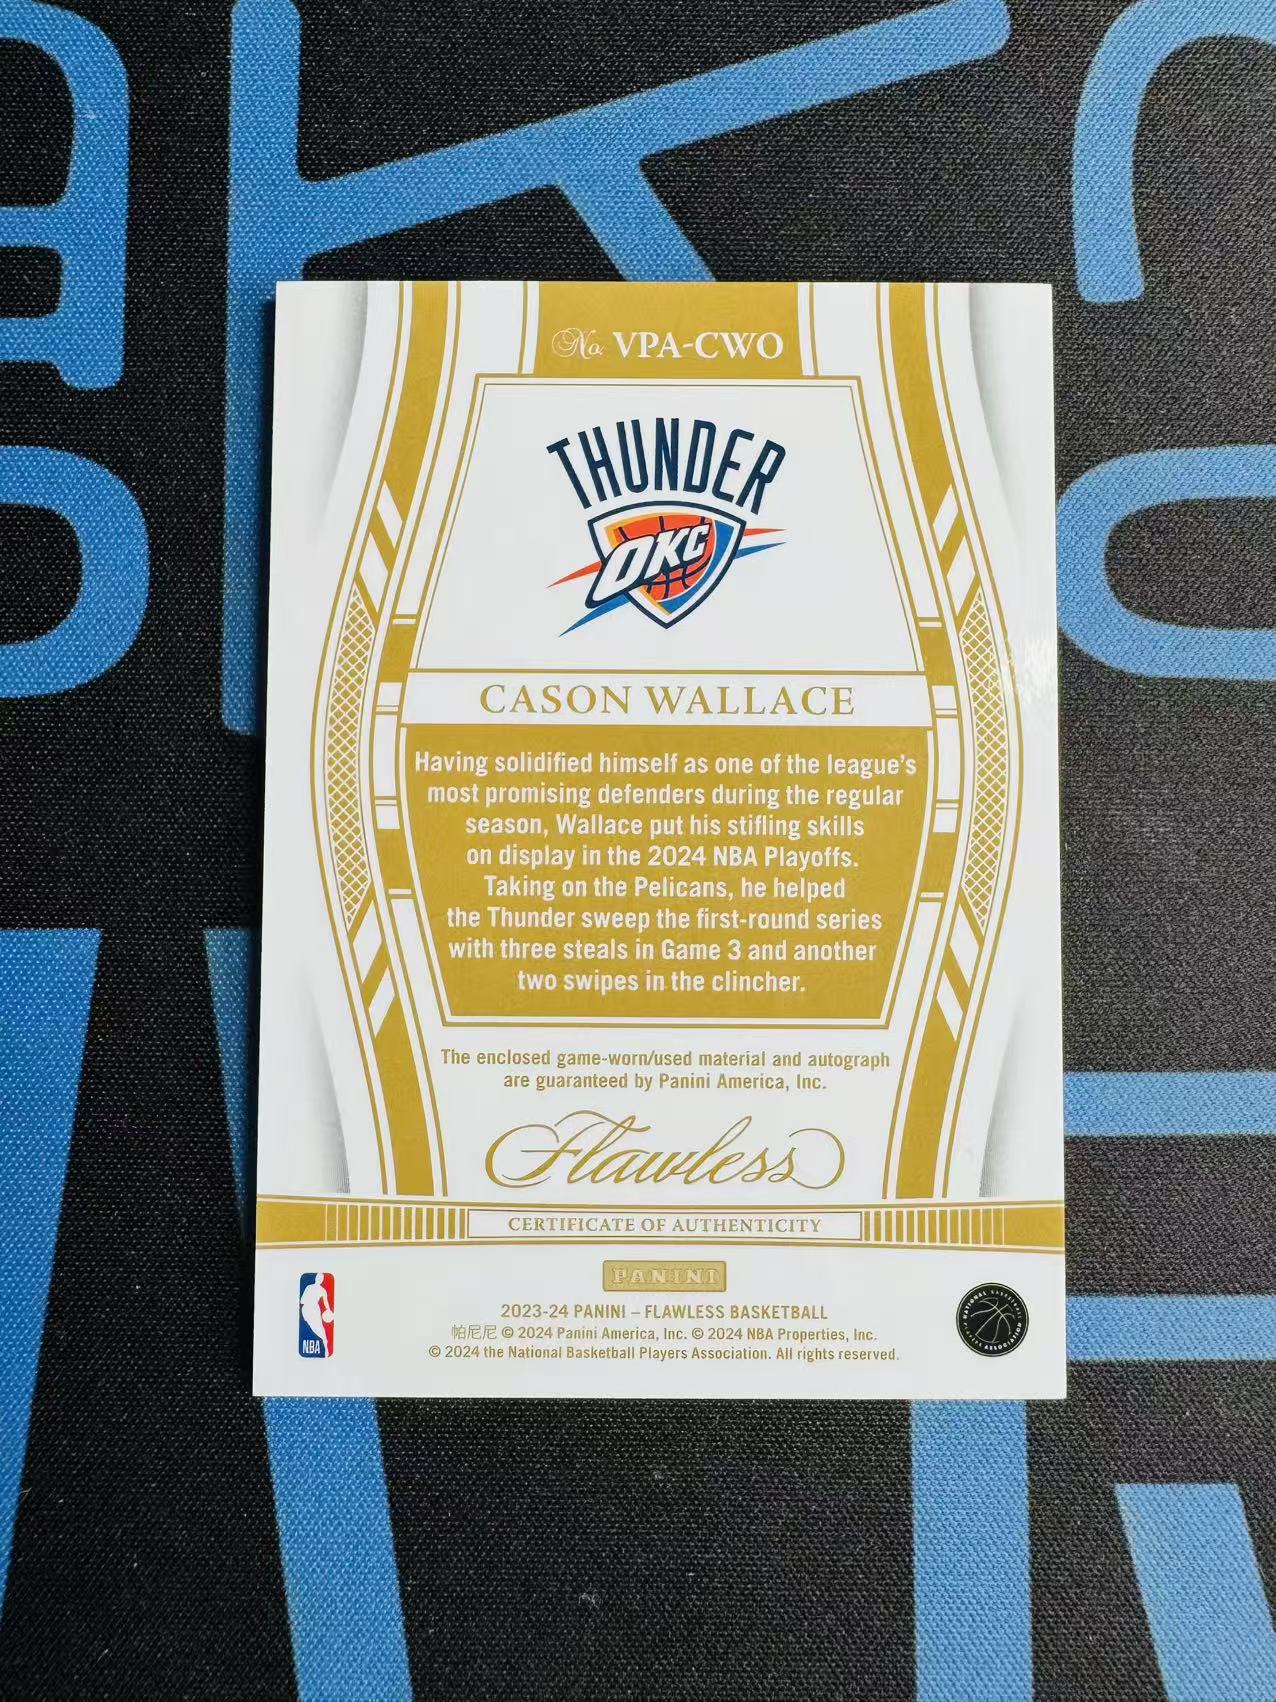 No. VPA-CWO
THUNDER
OKC
CASON WALLACE
Having solidified himself as one of the league's
most promising defenders during the regular
season, Wallace put his stifling skills
on display in the 2024 NBA Playoffs.
Taking on the Pelicans, he helped
the Thunder sweep the first-round series
with three steals in Game 3 and another
two swipes in the clincher.
The enclosed game-worn/used material and autograph
are guaranteed by Panini America, Inc.
Flawless
CERTIFICATE OF AUTHENTICITY
PANINI
2023-24 PANINI – FLAWLESS BASKETBALL
帕尼尼 © 2024 Panini America, Inc. © 2024 NBA Properties, Inc.
© 2024 the National Basketball Players Association. All rights reserved.
NBA
NATIONAL BASKETBALL PLAYERS ASSOCIATION